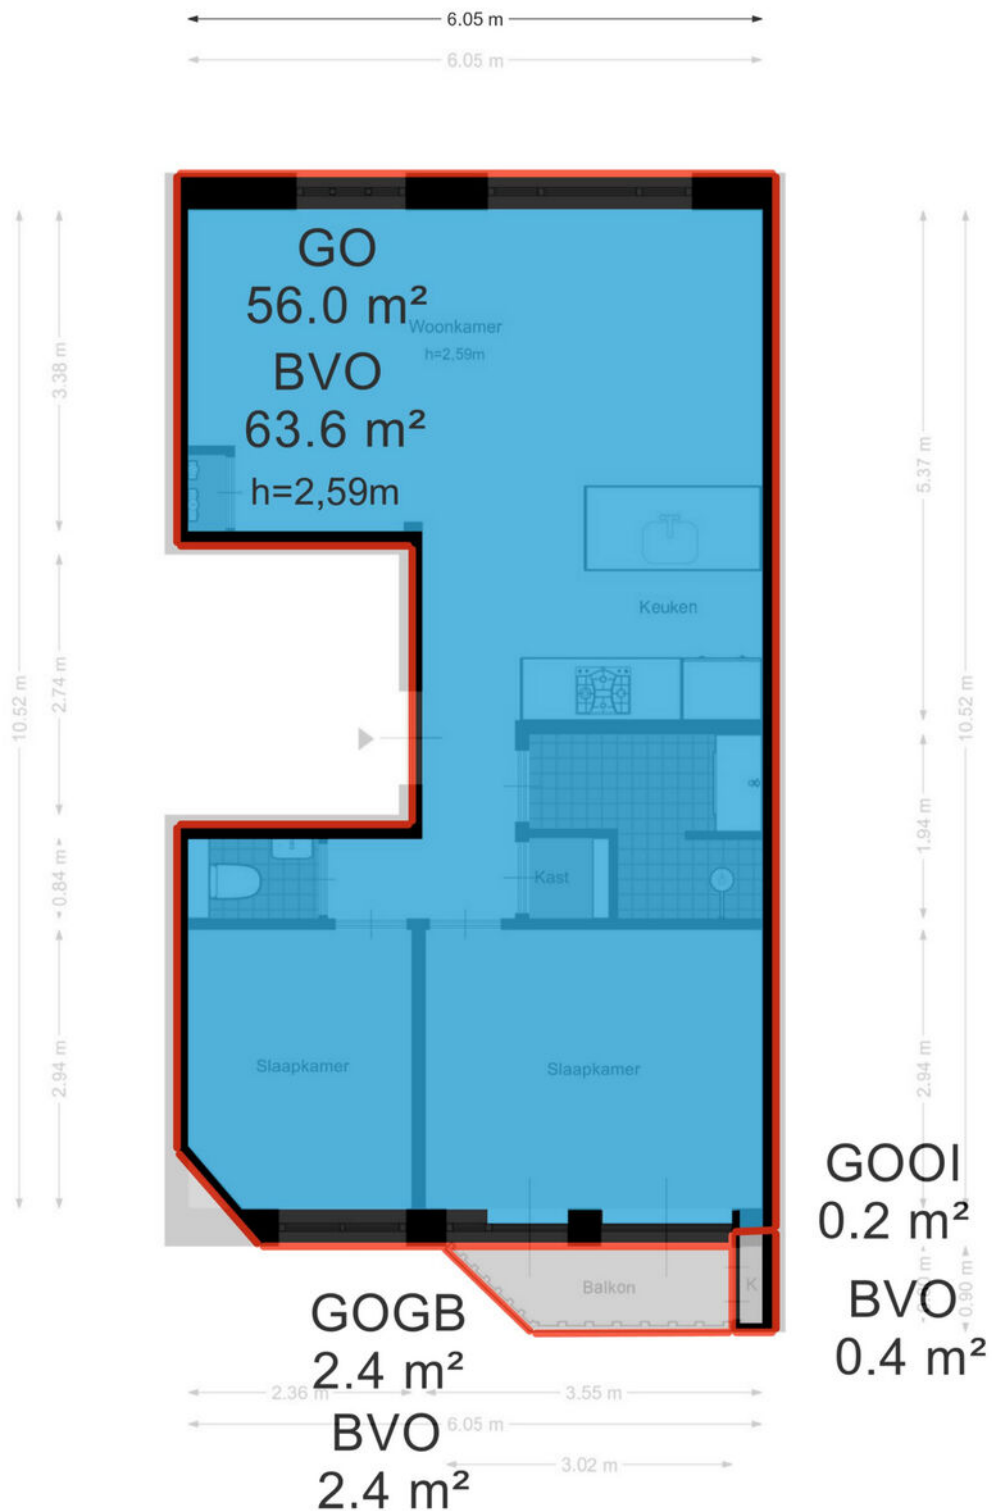 6.05 m
6.05 m
GO
56.0 m²
Woonkamer
h=2,59m
BVO
63.6 m²
h=2,59m
3.38 m
5.37 m
Keuken
2.74 m
10.52 m
10.52 m
1.94 m
0.84 m
Kast
2.94 m
2.94 m
Slaapkamer
Slaapkamer
GOOI
0.2 m²
Balkon
K
BVO
0.4 m²
0.90 m
GOGB
2.4 m²
2.36 m
3.55 m
BVO
6.05 m
2.4 m²
3.02 m